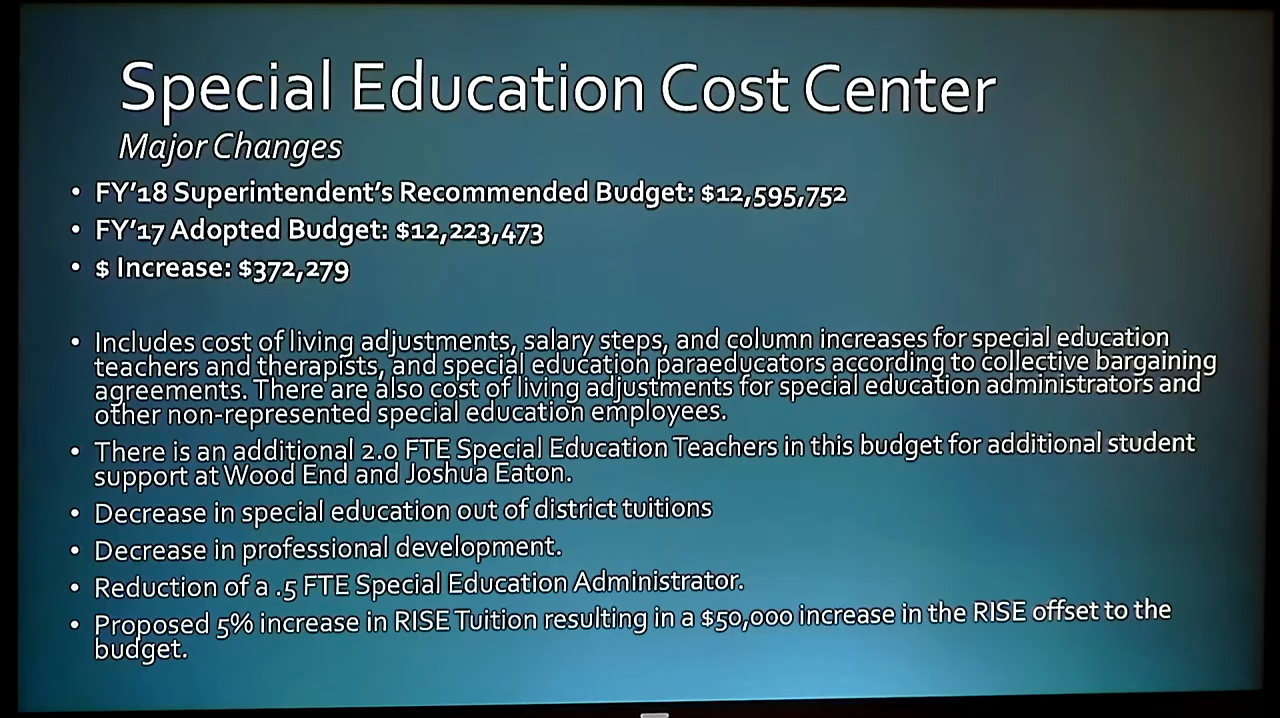 Special Education Cost Center
Major Changes
• FY'18 Superintendent's Recommended Budget: $12,595,752
• FY'17 Adopted Budget: $12,223,473
• $ Increase: $372,279
• Includes cost of living adjustments, salary steps, and column increases for special education
teachers and therapists, and special education paraeducators according to collective bargaining
agreements. There are also cost of living adjustments for special education administrators and
other non-represented special education employees.
• There is an additional 2.0 FTE Special Education Teachers in this budget for additional student
support at Wood End and Joshua Eaton.
• Decrease in special education out of district tuitions
• Decrease in professional development.
• Reduction of a .5 FTE Special Education Administrator.
• Proposed 5% increase in RISE Tuition resulting in a $50,000 increase in the RISE offset to the
budget.